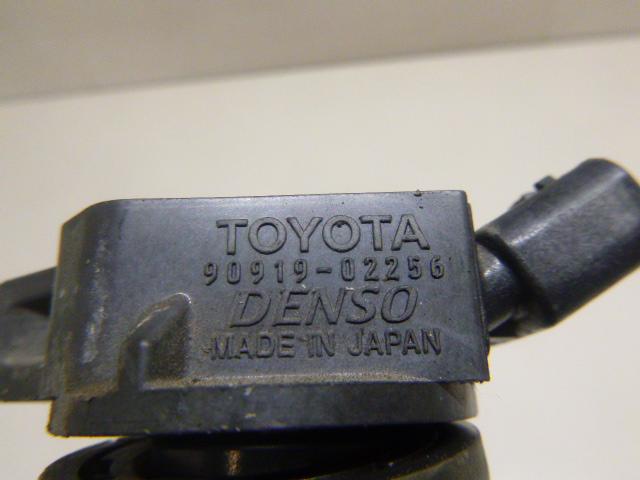 TOYOTA
90919-02256
DENSO
MADE IN JAPAN